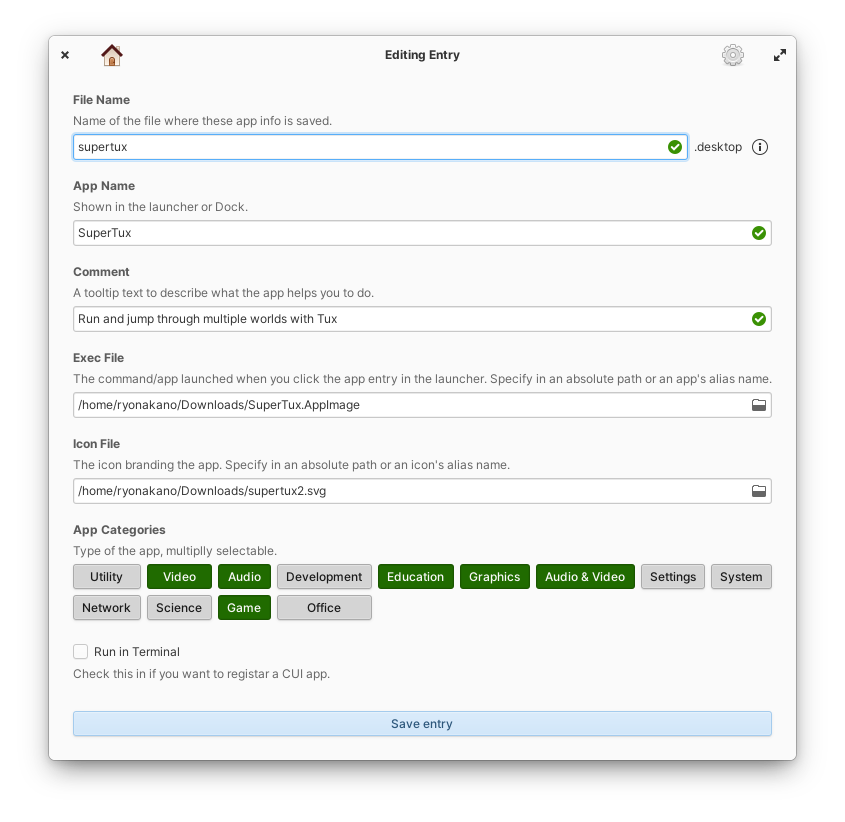 Editing Entry
File Name
Name of the file where these app info is saved.
supertux .desktop
App Name
Shown in the launcher or Dock.
SuperTux
Comment
A tooltip text to describe what the app helps you to do.
Run and jump through multiple worlds with Tux
Exec File
The command/app launched when you click the app entry in the launcher. Specify in an absolute path or an app's alias name.
/home/ryonakano/Downloads/SuperTux.AppImage
Icon File
The icon branding the app. Specify in an absolute path or an icon's alias name.
/home/ryonakano/Downloads/supertux2.svg
App Categories
Type of the app, multiplly selectable.
Utility Video Audio Development Education Graphics Audio & Video Settings System
Network Science Game Office
Run in Terminal
Check this in if you want to registar a CUI app.
Save entry